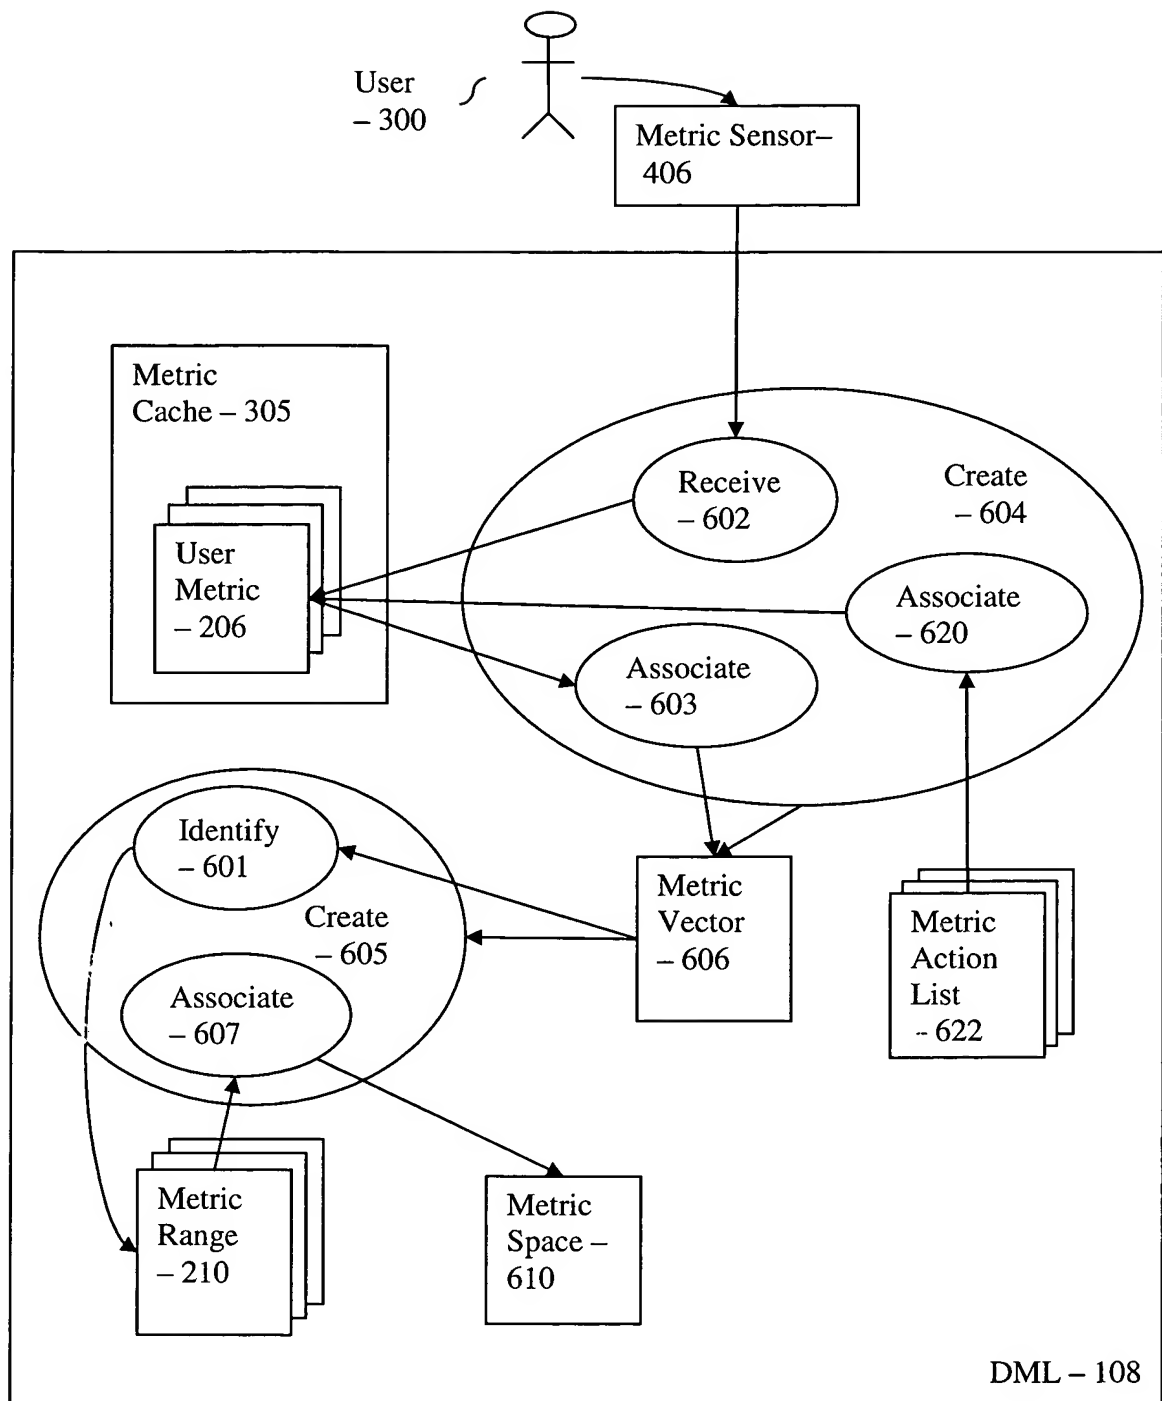 User
– 300
Metric Sensor–
406
Metric
Cache – 305
Receive
– 602
Create
– 604
User
Metric
– 206
Associate
– 620
Associate
– 603
Identify
– 601
Create
– 605
Metric
Vector
– 606
Metric
Action
List
– 622
Associate
– 607
Metric
Range
– 210
Metric
Space –
610
DML – 108